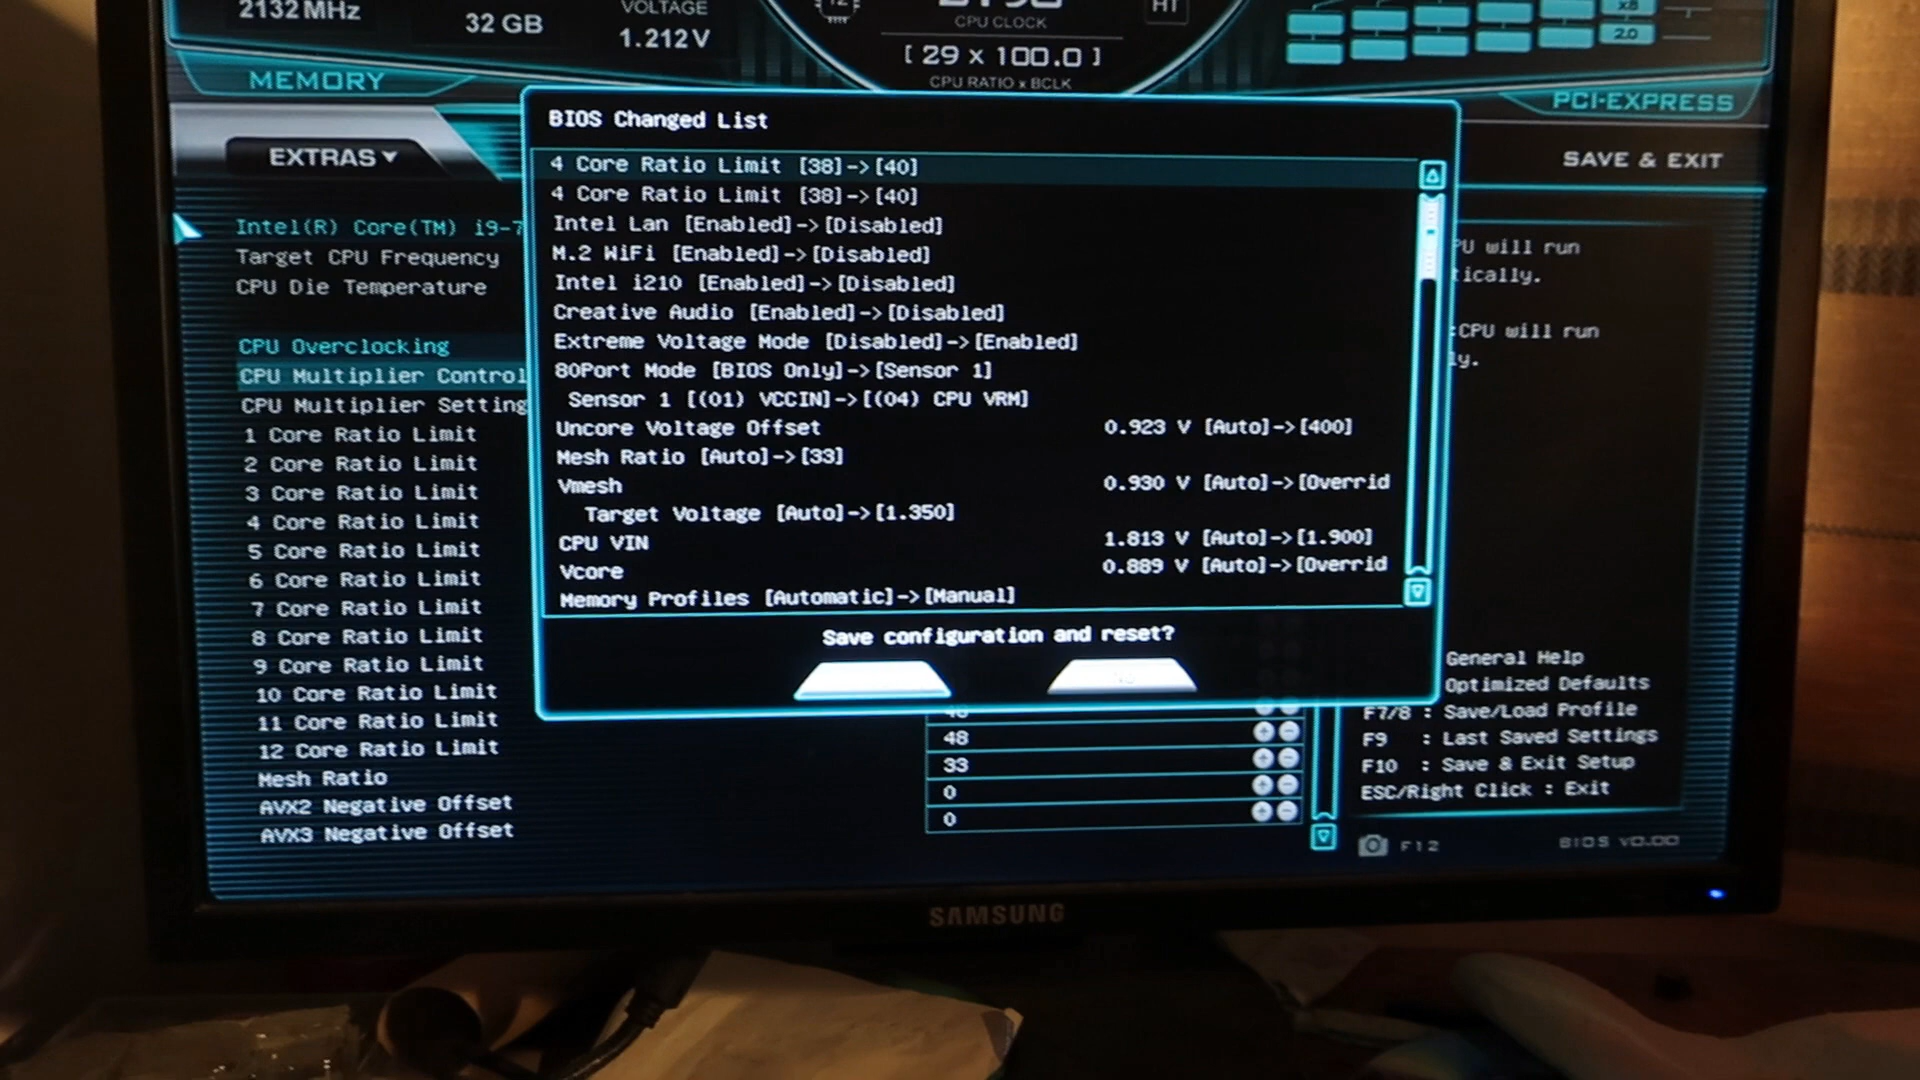 2132MHz
32 GB
VOLTAGE
1.212V
CPU CLOCK
[ 29 x 100.0 ]
CPU RATIO x BCLK
HT
x8
2.0
MEMORY
PCI-EXPRESS
EXTRAS
SAVE & EXIT
BIOS Changed List
4 Core Ratio Limit [38]->[40]
4 Core Ratio Limit [38]->[40]
Intel Lan [Enabled]->[Disabled]
M.2 WiFi [Enabled]->[Disabled]
Intel i210 [Enabled]->[Disabled]
Creative Audio [Enabled]->[Disabled]
Extreme Voltage Mode [Disabled]->[Enabled]
80Port Mode [BIOS Only]->[Sensor 1]
Sensor 1 [(01) VCCIN]->[(04) CPU VRM]
Uncore Voltage Offset 0.923 V [Auto]->[400]
Mesh Ratio [Auto]->[33]
Vmesh 0.930 V [Auto]->[Overrid
Target Voltage [Auto]->[1.350]
CPU VIN 1.813 V [Auto]->[1.900]
Vcore 0.889 V [Auto]->[Overrid
Memory Profiles [Automatic]->[Manual]
Save configuration and reset?
Intel(R) Core(TM) i9-7
Target CPU Frequency
CPU Die Temperature
CPU Overclocking
CPU Multiplier Control
CPU Multiplier Setting
1 Core Ratio Limit
2 Core Ratio Limit
3 Core Ratio Limit
4 Core Ratio Limit
5 Core Ratio Limit
6 Core Ratio Limit
7 Core Ratio Limit
8 Core Ratio Limit
9 Core Ratio Limit
10 Core Ratio Limit
11 Core Ratio Limit
12 Core Ratio Limit
Mesh Ratio
AVX2 Negative Offset
AVX3 Negative Offset
48
33
0
0
PU will run
tically.
:CPU will run
ly.
General Help
Optimized Defaults
F7/8 : Save/Load Profile
F9 : Last Saved Settings
F10 : Save & Exit Setup
ESC/Right Click : Exit
F12
BIOS V0.00
SAMSUNG